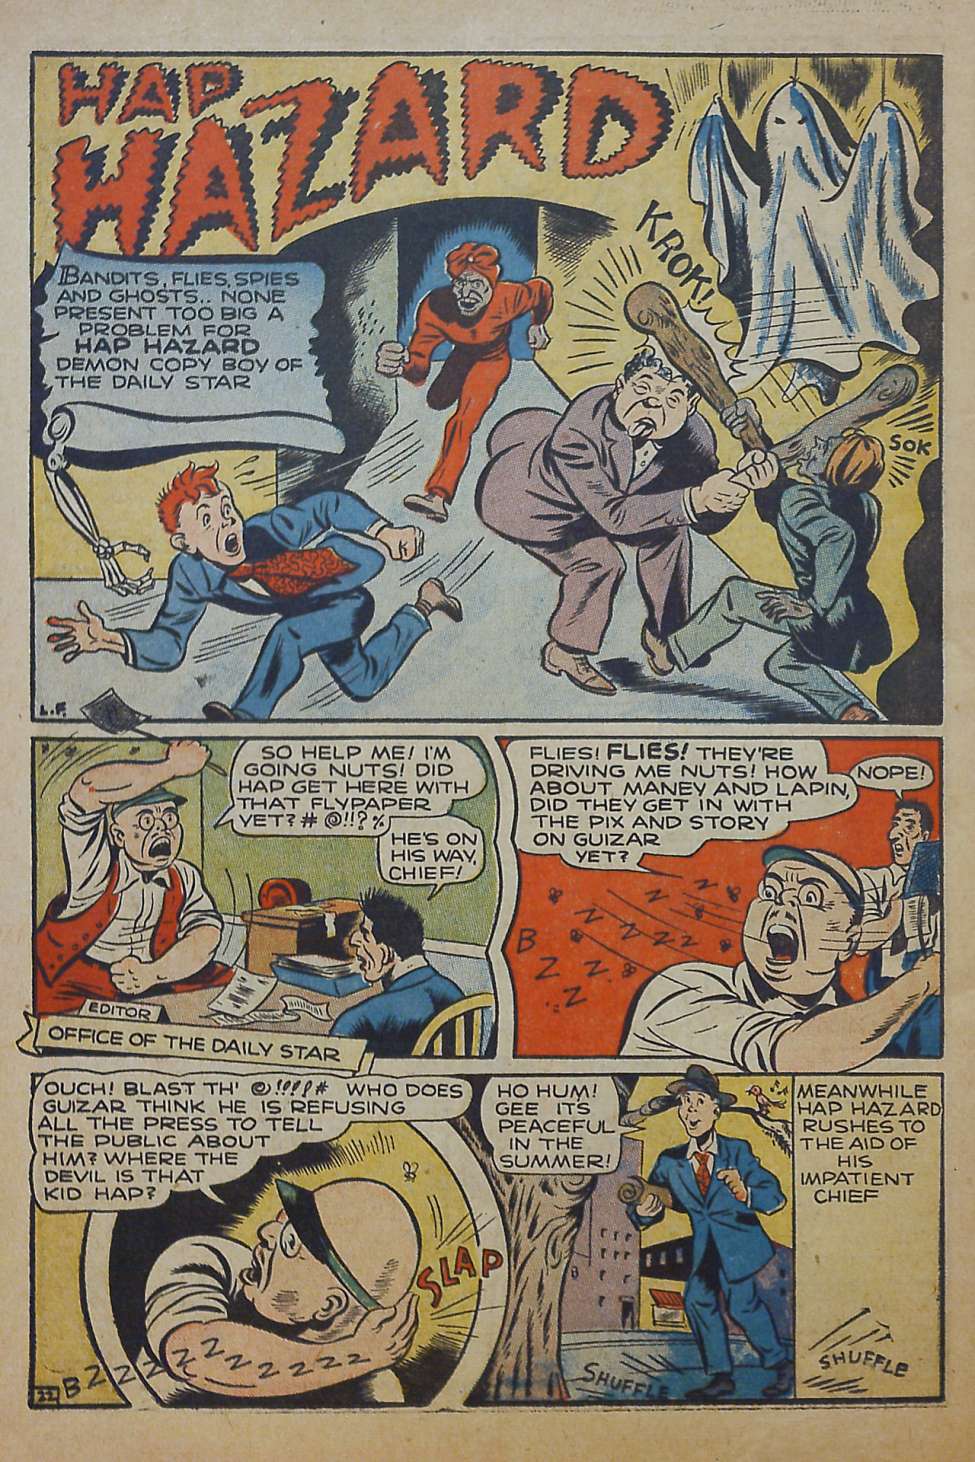 HAP
HAZARD
BANDITS, FLIES, SPIES
AND GHOSTS.. NONE
PRESENT TOO BIG A
PROBLEM FOR
HAP HAZARD
DEMON COPY BOY OF
THE DAILY STAR
KROK!
SOK
L.F.
SO HELP ME! I'M
GOING NUTS! DID
HAP GET HERE WITH
THAT FLYPAPER
YET?#@!!?%
HE'S ON
HIS WAY,
CHIEF!
EDITOR
OFFICE OF THE DAILY STAR
FLIES! FLIES! THEY'RE
DRIVING ME NUTS! HOW
ABOUT MANEY AND LAPIN,
DID THEY GET IN WITH
THE PIX AND STORY
ON GUIZAR
YET?
NOPE!
Z Z
B Z Z Z Z Z Z
Z
OUCH! BLAST TH' @!!!!# WHO DOES
GUIZAR THINK HE IS REFUSING
ALL THE PRESS TO TELL
THE PUBLIC ABOUT
HIM? WHERE THE
DEVIL IS THAT
KID HAP?
SLAP
BZZZZZZZZZZ
22
HO HUM!
GEE ITS
PEACEFUL
IN THE
SUMMER!
SHUFFLE
MEANWHILE
HAP HAZARD
RUSHES TO
THE AID OF
HIS
IMPATIENT
CHIEF
SHUFFLE